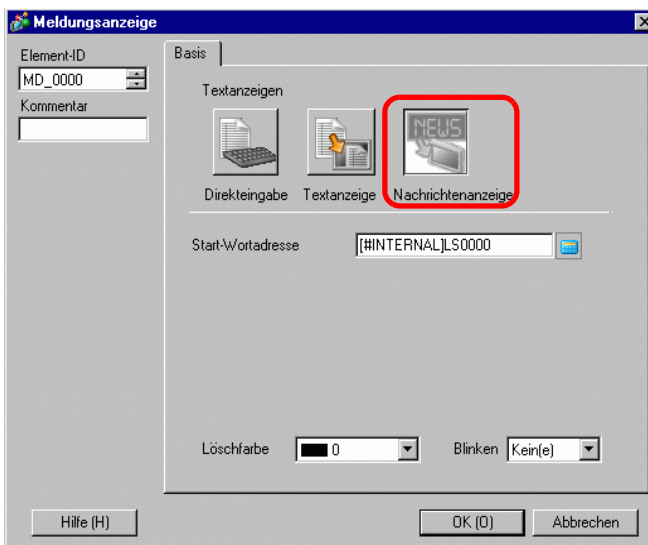 Meldungsanzeige
Element-ID
MD_0000
Kommentar
Basis
Textanzeigen
NEWS
Direkteingabe Textanzeige Nachrichtenanzeige
Start-Wortadresse [#INTERNAL]LS0000
Löschfarbe 0 Blinken Kein(e)
Hilfe (H) OK (O) Abbrechen